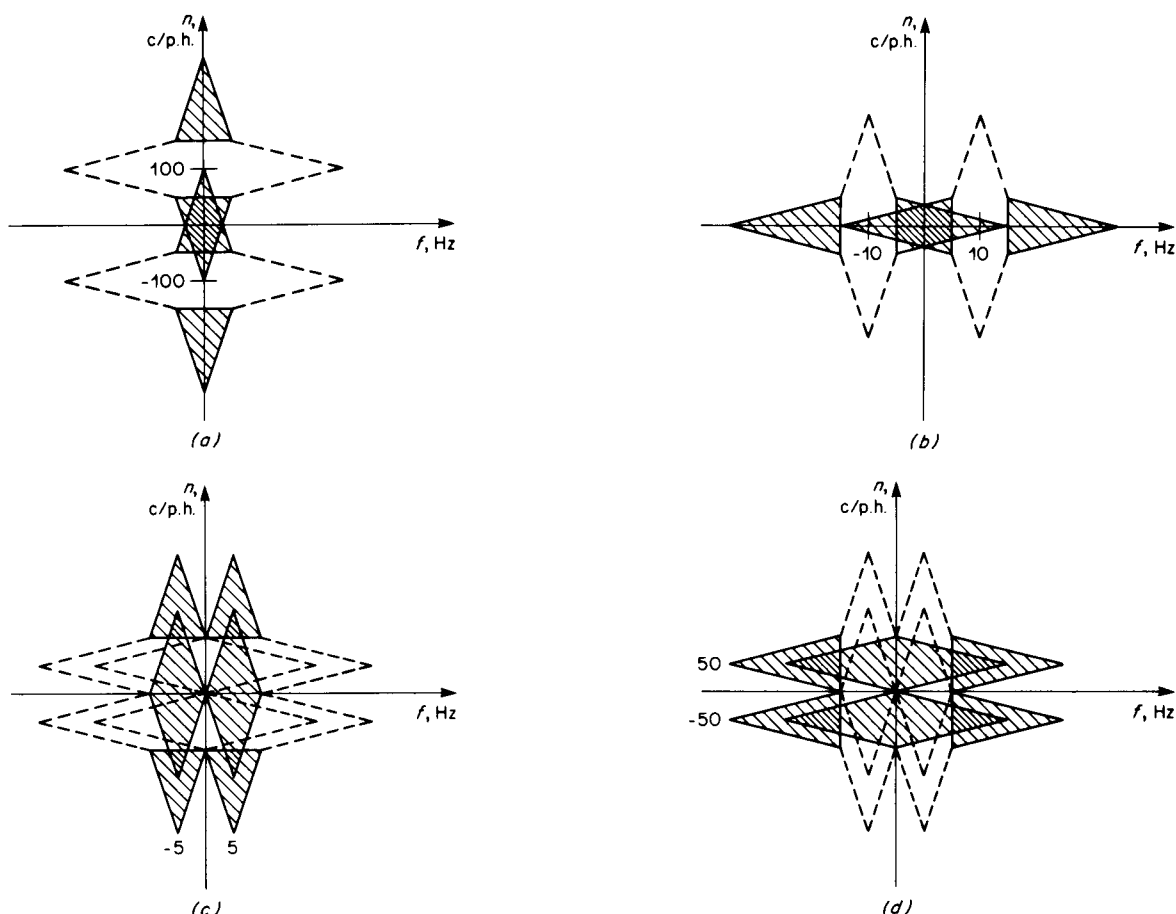 n,
c/p.h.
100
-100
f, Hz
(a)
n,
c/p.h.
-10
10
f, Hz
(b)
n,
c/p.h.
f, Hz
-5
5
(c)
n,
c/p.h.
50
-50
f, Hz
(d)